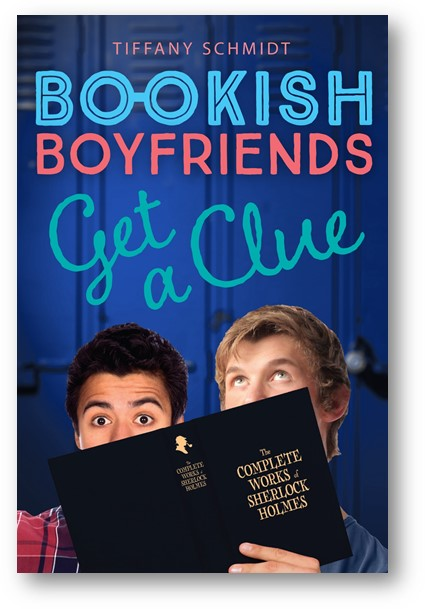 TIFFANY SCHMIDT
BOOKISH
BOYFRIENDS
Get
a Clue
The
COMPLETE
WORKS of
SHERLOCK
HOLMES
The
COMPLETE
WORKS of
SHERLOCK
HOLMES